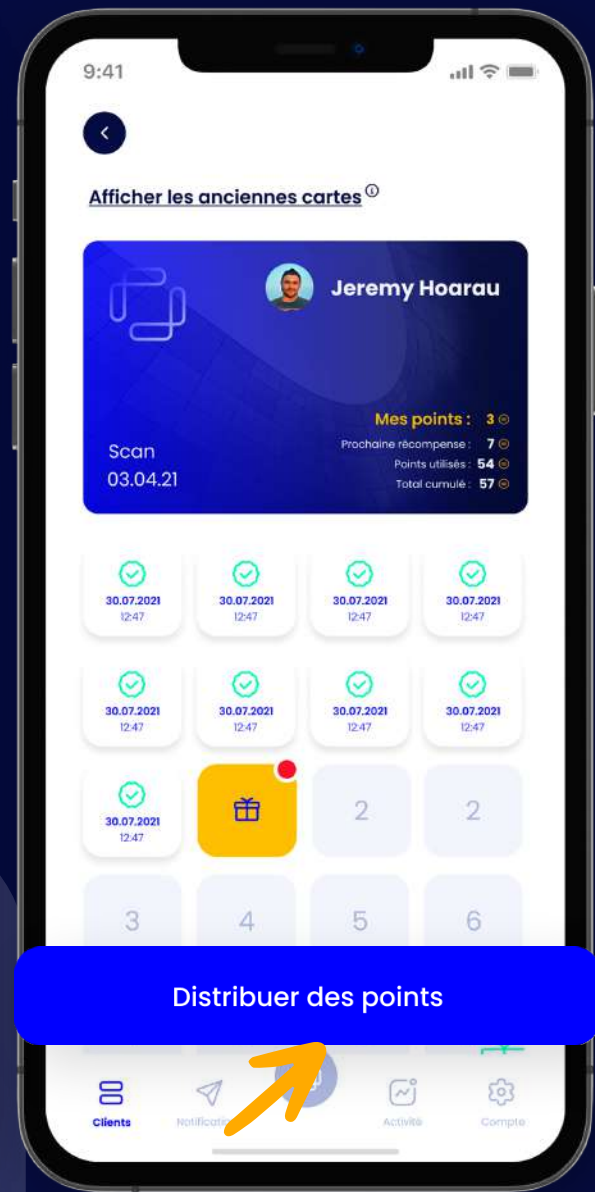 9:41
Afficher les anciennes cartes
Jeremy Hoarau
Mes points : 3
Prochaine récompense : 7
Points utilisés : 54
Total cumulé : 57
Scan
03.04.21
30.07.2021 30.07.2021 30.07.2021 30.07.2021
12:47 12:47 12:47 12:47
30.07.2021 30.07.2021 30.07.2021 30.07.2021
12:47 12:47 12:47 12:47
30.07.2021
12:47
2 2
3 4 5 6
Distribuer des points
Clients Activité Compte